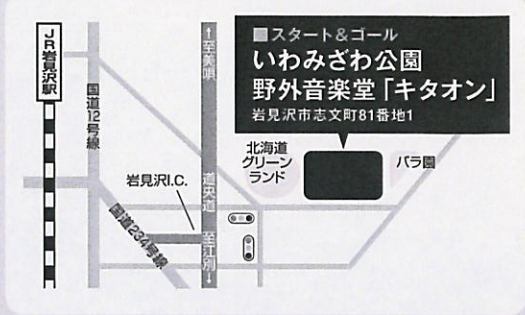 ■スタート&ゴール
いわみざわ公園
野外音楽堂「キタオン」
岩見沢市志文町81番地1
JR岩見沢駅
国道12号線
↑至美唄
道央道
至江別↓
岩見沢I.C.
国道234号線
北海道
グリーン
ランド
バラ園